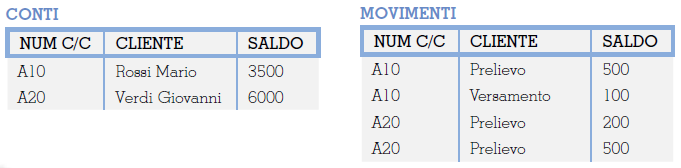 CONTI
NUM C/C CLIENTE SALDO
A10 Rossi Mario 3500
A20 Verdi Giovanni 6000
MOVIMENTI
NUM C/C CLIENTE SALDO
A10 Prelievo 500
A10 Versamento 100
A20 Prelievo 200
A20 Prelievo 500